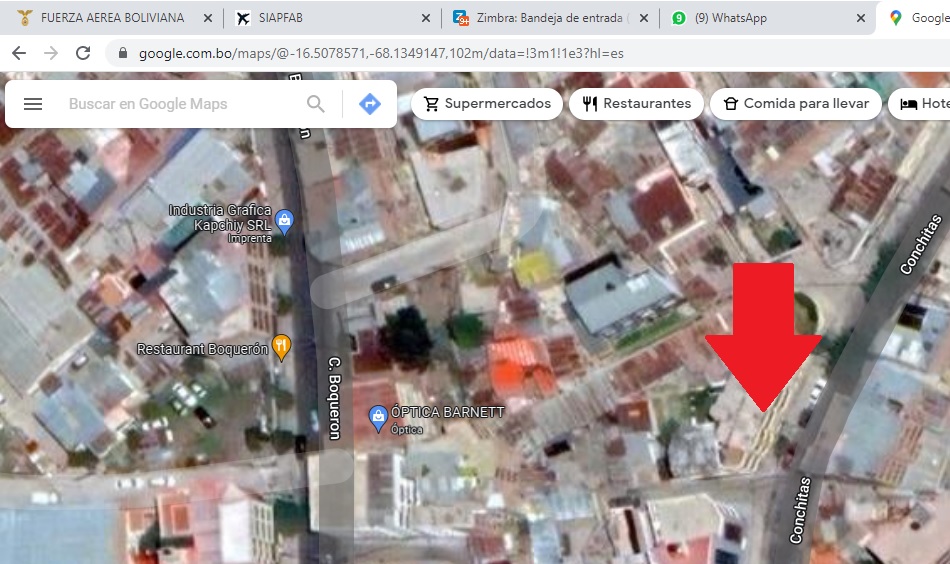 FUERZA AEREA BOLIVIANA
SIAPFAB
Zimbra: Bandeja de entrada (
(9) WhatsApp
Google
google.com.bo/maps/@-16.5078571,-68.1349147,102m/data=!3m1!1e3?hl=es
Buscar en Google Maps
Supermercados
Restaurantes
Comida para llevar
Hote
Industria Grafica
Kapchiy SRL
Imprenta
Conchitas
Restaurant Boquerón
C. Boqueron
ÓPTICA BARNETT
Óptica
Conchitas